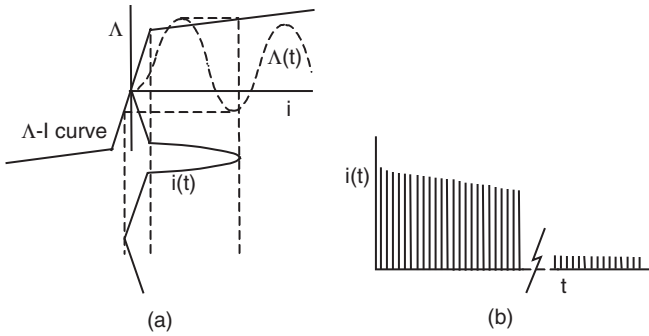 Λ
Λ(t)
i
Λ-I curve
i(t)
(a)
i(t)
t
(b)